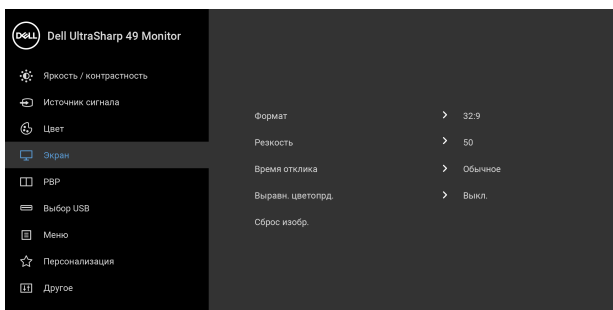 DELL Dell UltraSharp 49 Monitor
Яркость / контрастность
Источник сигнала
Цвет
Экран
PBP
Выбор USB
Меню
Персонализация
Другое
Формат > 32:9
Резкость > 50
Время отклика > Обычное
Выравн. цветопрд. > Выкл.
Сброс изобр.